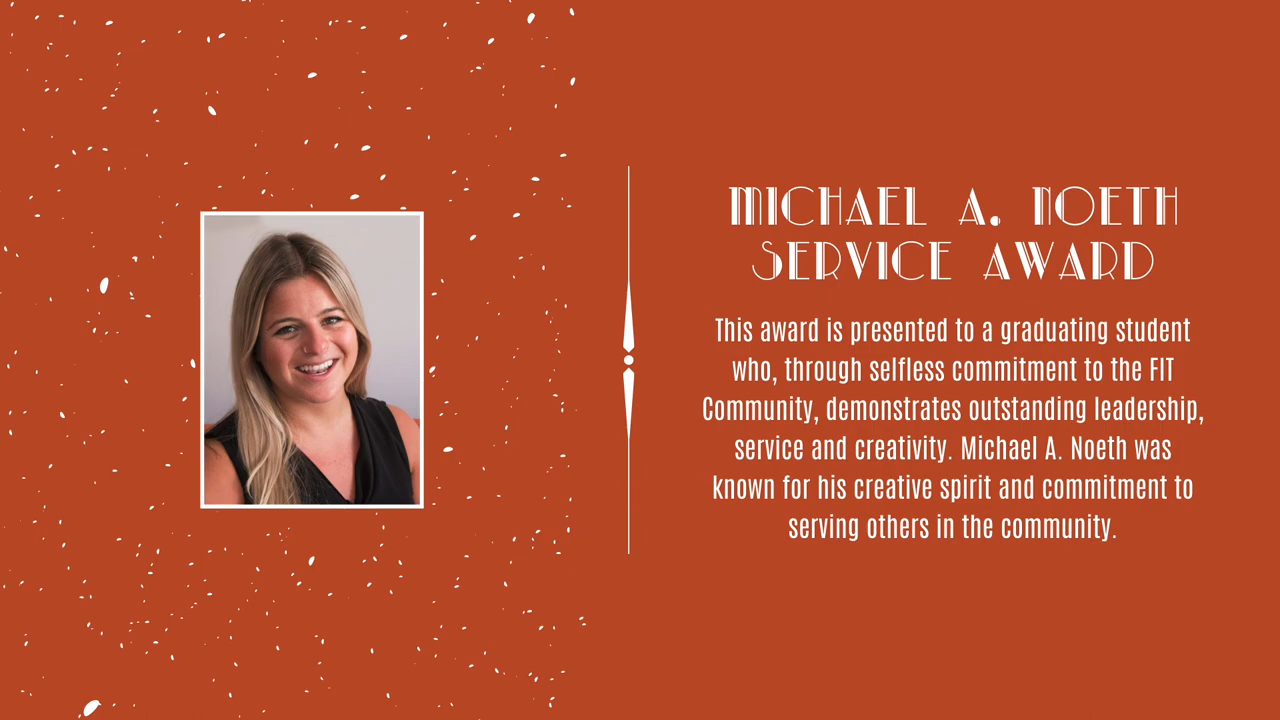 MICHAEL A. NOETH
SERVICE AWARD
This award is presented to a graduating student
who, through selfless commitment to the FIT
Community, demonstrates outstanding leadership,
service and creativity. Michael A. Noeth was
known for his creative spirit and commitment to
serving others in the community.